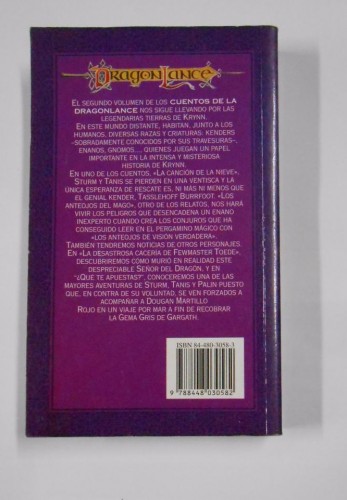 DRAGONLANCE
EL SEGUNDO VOLUMEN DE LOS CUENTOS DE LA
DRAGONLANCE NOS SIGUE LLEVANDO POR LAS
LEGENDARIAS TIERRAS DE KRYNN.
EN ESTE MUNDO DISTANTE, HABITAN, JUNTO A LOS
HUMANOS, DIVERSAS RAZAS Y CRIATURAS: KENDERS
–SOBRADAMENTE CONOCIDOS POR SUS TRAVESURAS–,
ENANOS, GNOMOS..., QUIENES JUEGAN UN PAPEL
IMPORTANTE EN LA INTENSA Y MISTERIOSA
HISTORIA DE KRYNN.
EN UNO DE LOS CUENTOS, «LA CANCIÓN DE LA NIEVE»,
STURM Y TANIS SE PIERDEN EN UNA VENTISCA Y LA
ÚNICA ESPERANZA DE RESCATE ES, NI MÁS NI MENOS QUE
EL GENIAL KENDER, TASSLEHOFF BURRFOOT. «LOS
ANTEOJOS DEL MAGO», OTRO DE LOS RELATOS, NOS HARÁ
VIVIR LOS PELIGROS QUE DESENCADENA UN ENANO
INEXPERTO CUANDO CREA LOS CONJUROS QUE HA
CONSEGUIDO LEER EN EL PERGAMINO MÁGICO CON
«LOS ANTEOJOS DE VISIÓN VERDADERA».
TAMBIÉN TENDREMOS NOTICIAS DE OTROS PERSONAJES.
EN «LA DESASTROSA CACERÍA DE FEWMASTER TOEDE»,
DESCUBRIREMOS CÓMO MURIÓ EN REALIDAD ESTE
DESPRECIABLE SEÑOR DEL DRAGÓN, Y EN
«¿QUE TE APUESTAS?», CONOCEREMOS UNA DE LAS
MAYORES AVENTURAS DE STURM, TANIS Y PALIN PUESTO
QUE, EN CONTRA DE SU VOLUNTAD, SE VEN FORZADOS A
ACOMPAÑAR A DOUGAN MARTILLO
ROJO EN UN VIAJE POR MAR A FIN DE RECOBRAR
LA GEMA GRIS DE GARGATH.
ISBN 84-480-3058-3
9 788448 030582